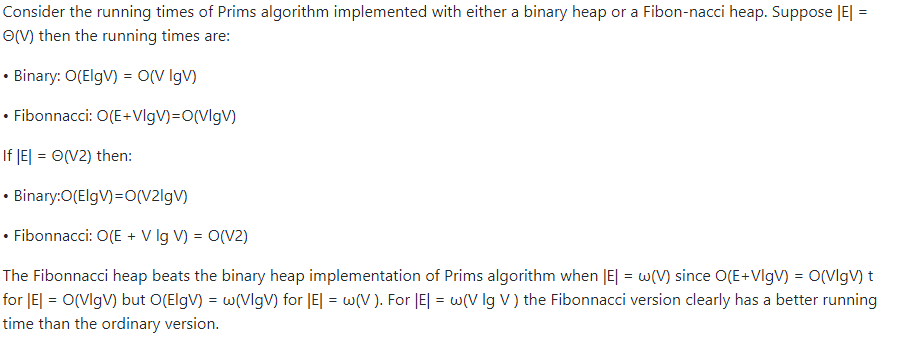 Consider the running times of Prims algorithm implemented with either a binary heap or a Fibon-nacci heap. Suppose |E| =
Θ(V) then the running times are:
• Binary: O(ElgV) = O(V lgV)
• Fibonnacci: O(E+VlgV)=O(VlgV)
If |E| = Θ(V2) then:
• Binary:O(ElgV)=O(V2lgV)
• Fibonnacci: O(E + V lg V) = O(V2)
The Fibonnacci heap beats the binary heap implementation of Prims algorithm when |E| = ω(V) since O(E+VlgV) = O(VlgV) t
for |E| = O(VlgV) but O(ElgV) = ω(VlgV) for |E| = ω(V ). For |E| = ω(V lg V ) the Fibonnacci version clearly has a better running
time than the ordinary version.